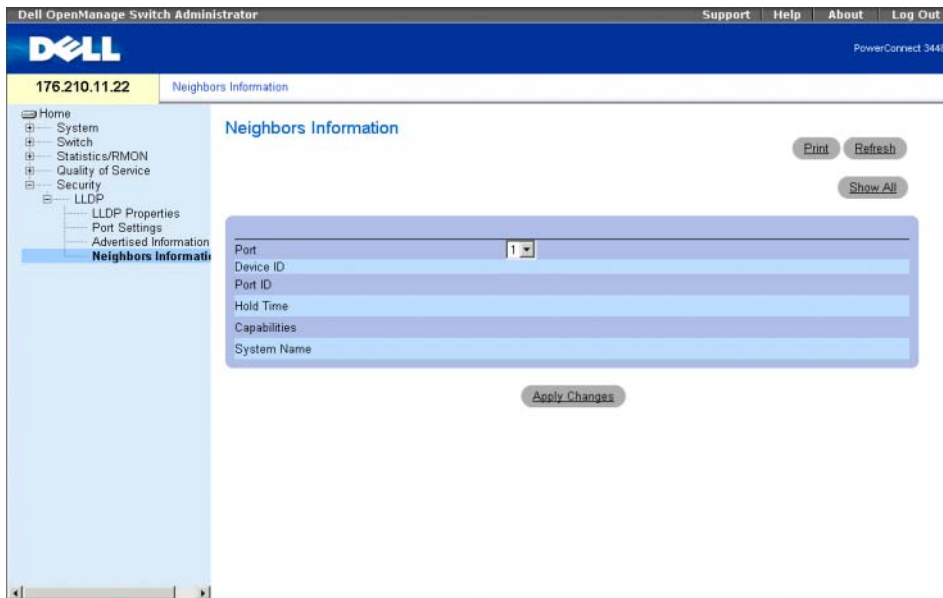 Dell OpenManage Switch Administrator
Support Help About Log Out
DELL
PowerConnect 3448
176.210.11.22
Neighbors Information
Home
System
Switch
Statistics/RMON
Quality of Service
Security
LLDP
LLDP Properties
Port Settings
Advertised Information
Neighbors Informati
Neighbors Information
Print Refresh
Show All
Port 1
Device ID
Port ID
Hold Time
Capabilities
System Name
Apply Changes